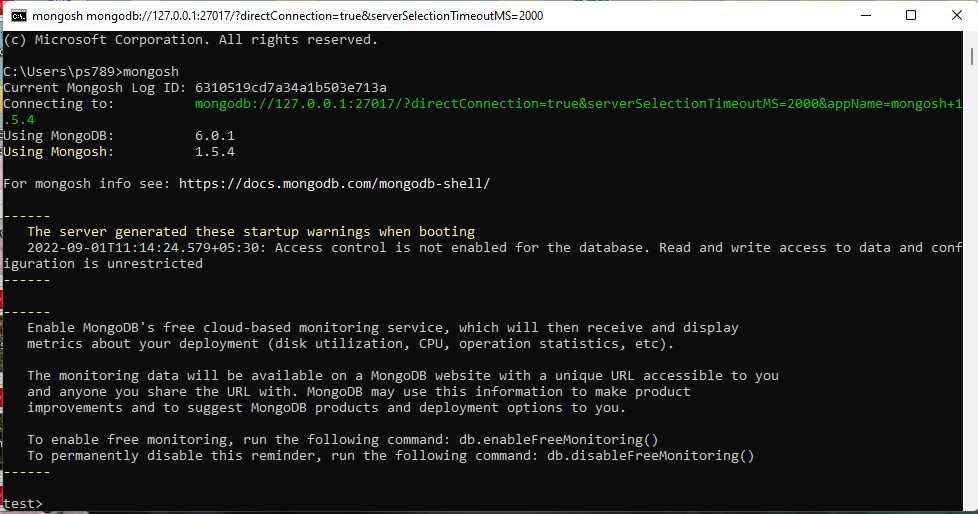 mongosh mongodb://127.0.0.1:27017/?directConnection=true&serverSelectionTimeoutMS=2000
(c) Microsoft Corporation. All rights reserved.
C:\Users\ps789>mongosh
Current Mongosh Log ID: 6310519cd7a34a1b503e713a
Connecting to:          mongodb://127.0.0.1:27017/?directConnection=true&serverSelectionTimeoutMS=2000&appName=mongosh+1
.5.4
Using MongoDB:          6.0.1
Using Mongosh:          1.5.4
For mongosh info see: https://docs.mongodb.com/mongodb-shell/
------
   The server generated these startup warnings when booting
   2022-09-01T11:14:24.579+05:30: Access control is not enabled for the database. Read and write access to data and conf
iguration is unrestricted
------
------
   Enable MongoDB's free cloud-based monitoring service, which will then receive and display
   metrics about your deployment (disk utilization, CPU, operation statistics, etc).
   The monitoring data will be available on a MongoDB website with a unique URL accessible to you
   and anyone you share the URL with. MongoDB may use this information to make product
   improvements and to suggest MongoDB products and deployment options to you.
   To enable free monitoring, run the following command: db.enableFreeMonitoring()
   To permanently disable this reminder, run the following command: db.disableFreeMonitoring()
------
test>